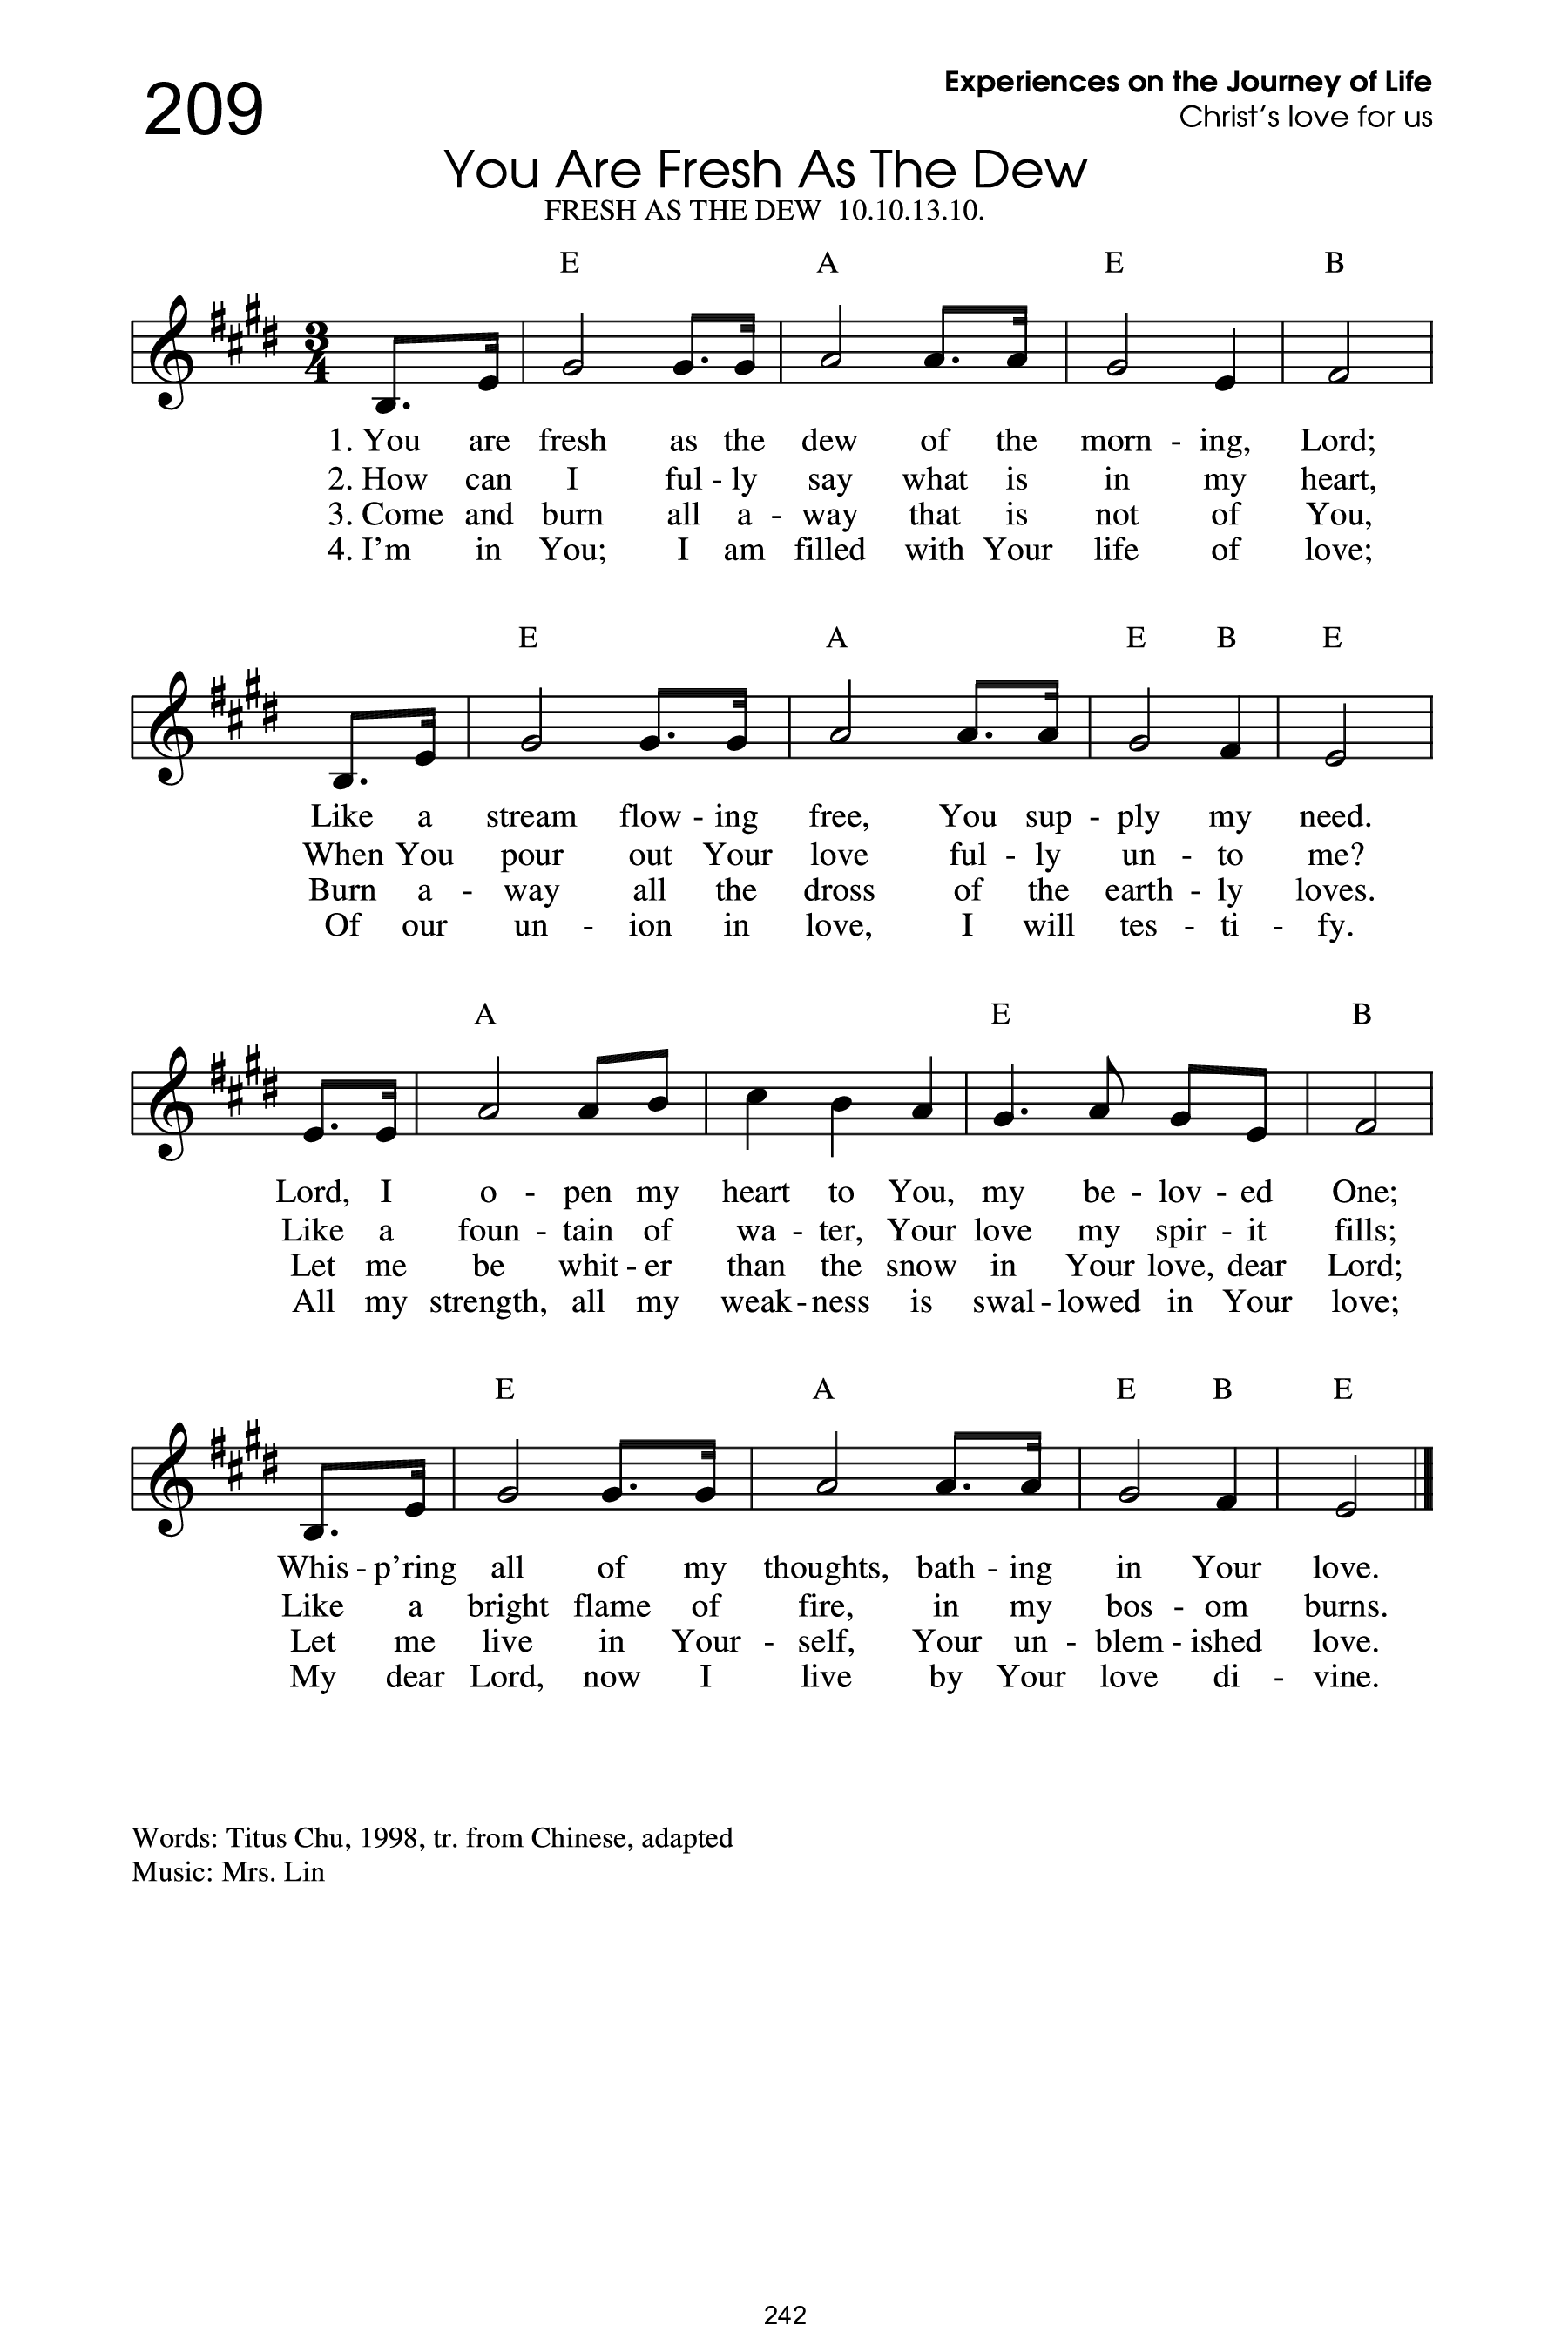 209
Experiences on the Journey of Life
Christ's love for us
You Are Fresh As The Dew
FRESH AS THE DEW 10.10.13.10.
E A E B
3
4
1. You are fresh as the dew of the morn - ing, Lord;
2. How can I ful - ly say what is in my heart,
3. Come and burn all a - way that is not of You,
4. I'm in You; I am filled with Your life of love;
E A E B E
Like a stream flow - ing free, You sup - ply my need.
When You pour out Your love ful - ly un - to me?
Burn a - way all the dross of the earth - ly loves.
Of our un - ion in love, I will tes - ti - fy.
A E B
Lord, I o - pen my heart to You, my be - lov - ed One;
Like a foun - tain of wa - ter, Your love my spir - it fills;
Let me be whit - er than the snow in Your love, dear Lord;
All my strength, all my weak - ness is swal - lowed in Your love;
E A E B E
Whis - p'ring all of my thoughts, bath - ing in Your love.
Like a bright flame of fire, in my bos - om burns.
Let me live in Your - self, Your un - blem - ished love.
My dear Lord, now I live by Your love di - vine.
Words: Titus Chu, 1998, tr. from Chinese, adapted
Music: Mrs. Lin
242